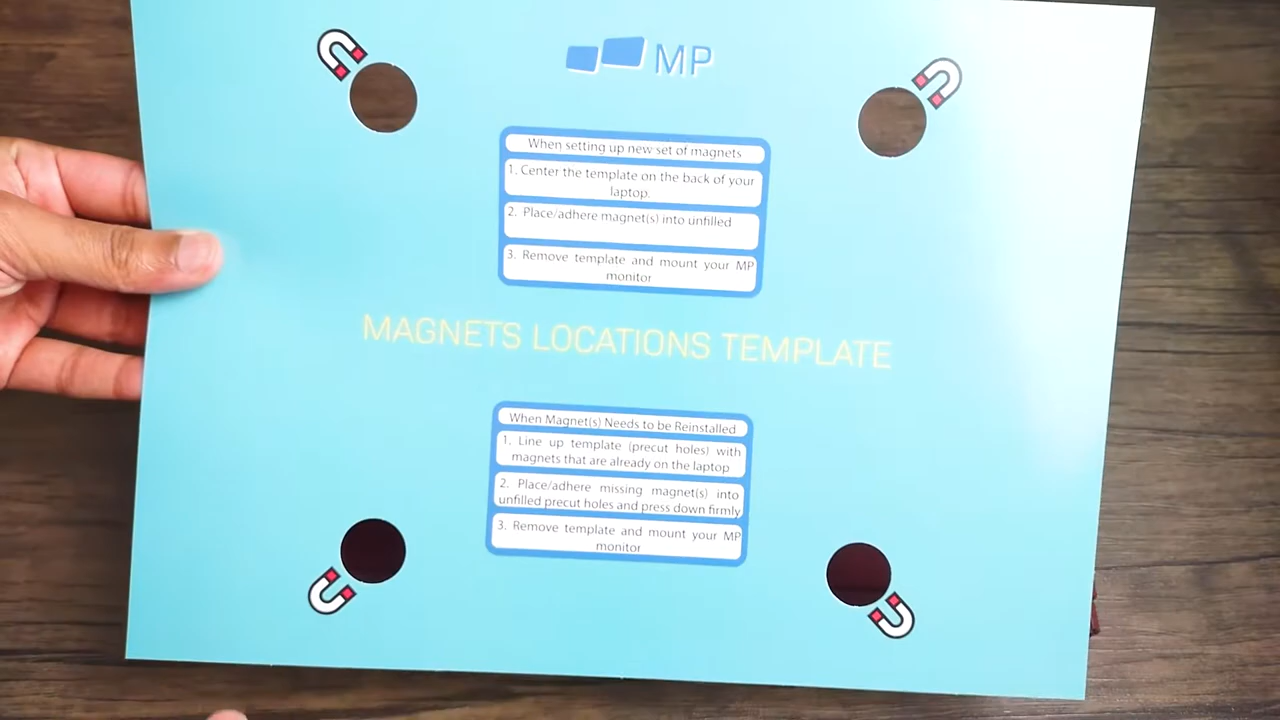 MP
When setting up new set of magnets
1. Center the template on the back of your
laptop.
2. Place/adhere magnet(s) into unfilled
3. Remove template and mount your MP
monitor
MAGNETS LOCATIONS TEMPLATE
When Magnet(s) Needs to be Reinstalled
1. Line up template (precut holes) with
magnets that are already on the laptop
2. Place/adhere missing magnet(s) into
unfilled precut holes and press down firmly
3. Remove template and mount your MP
monitor